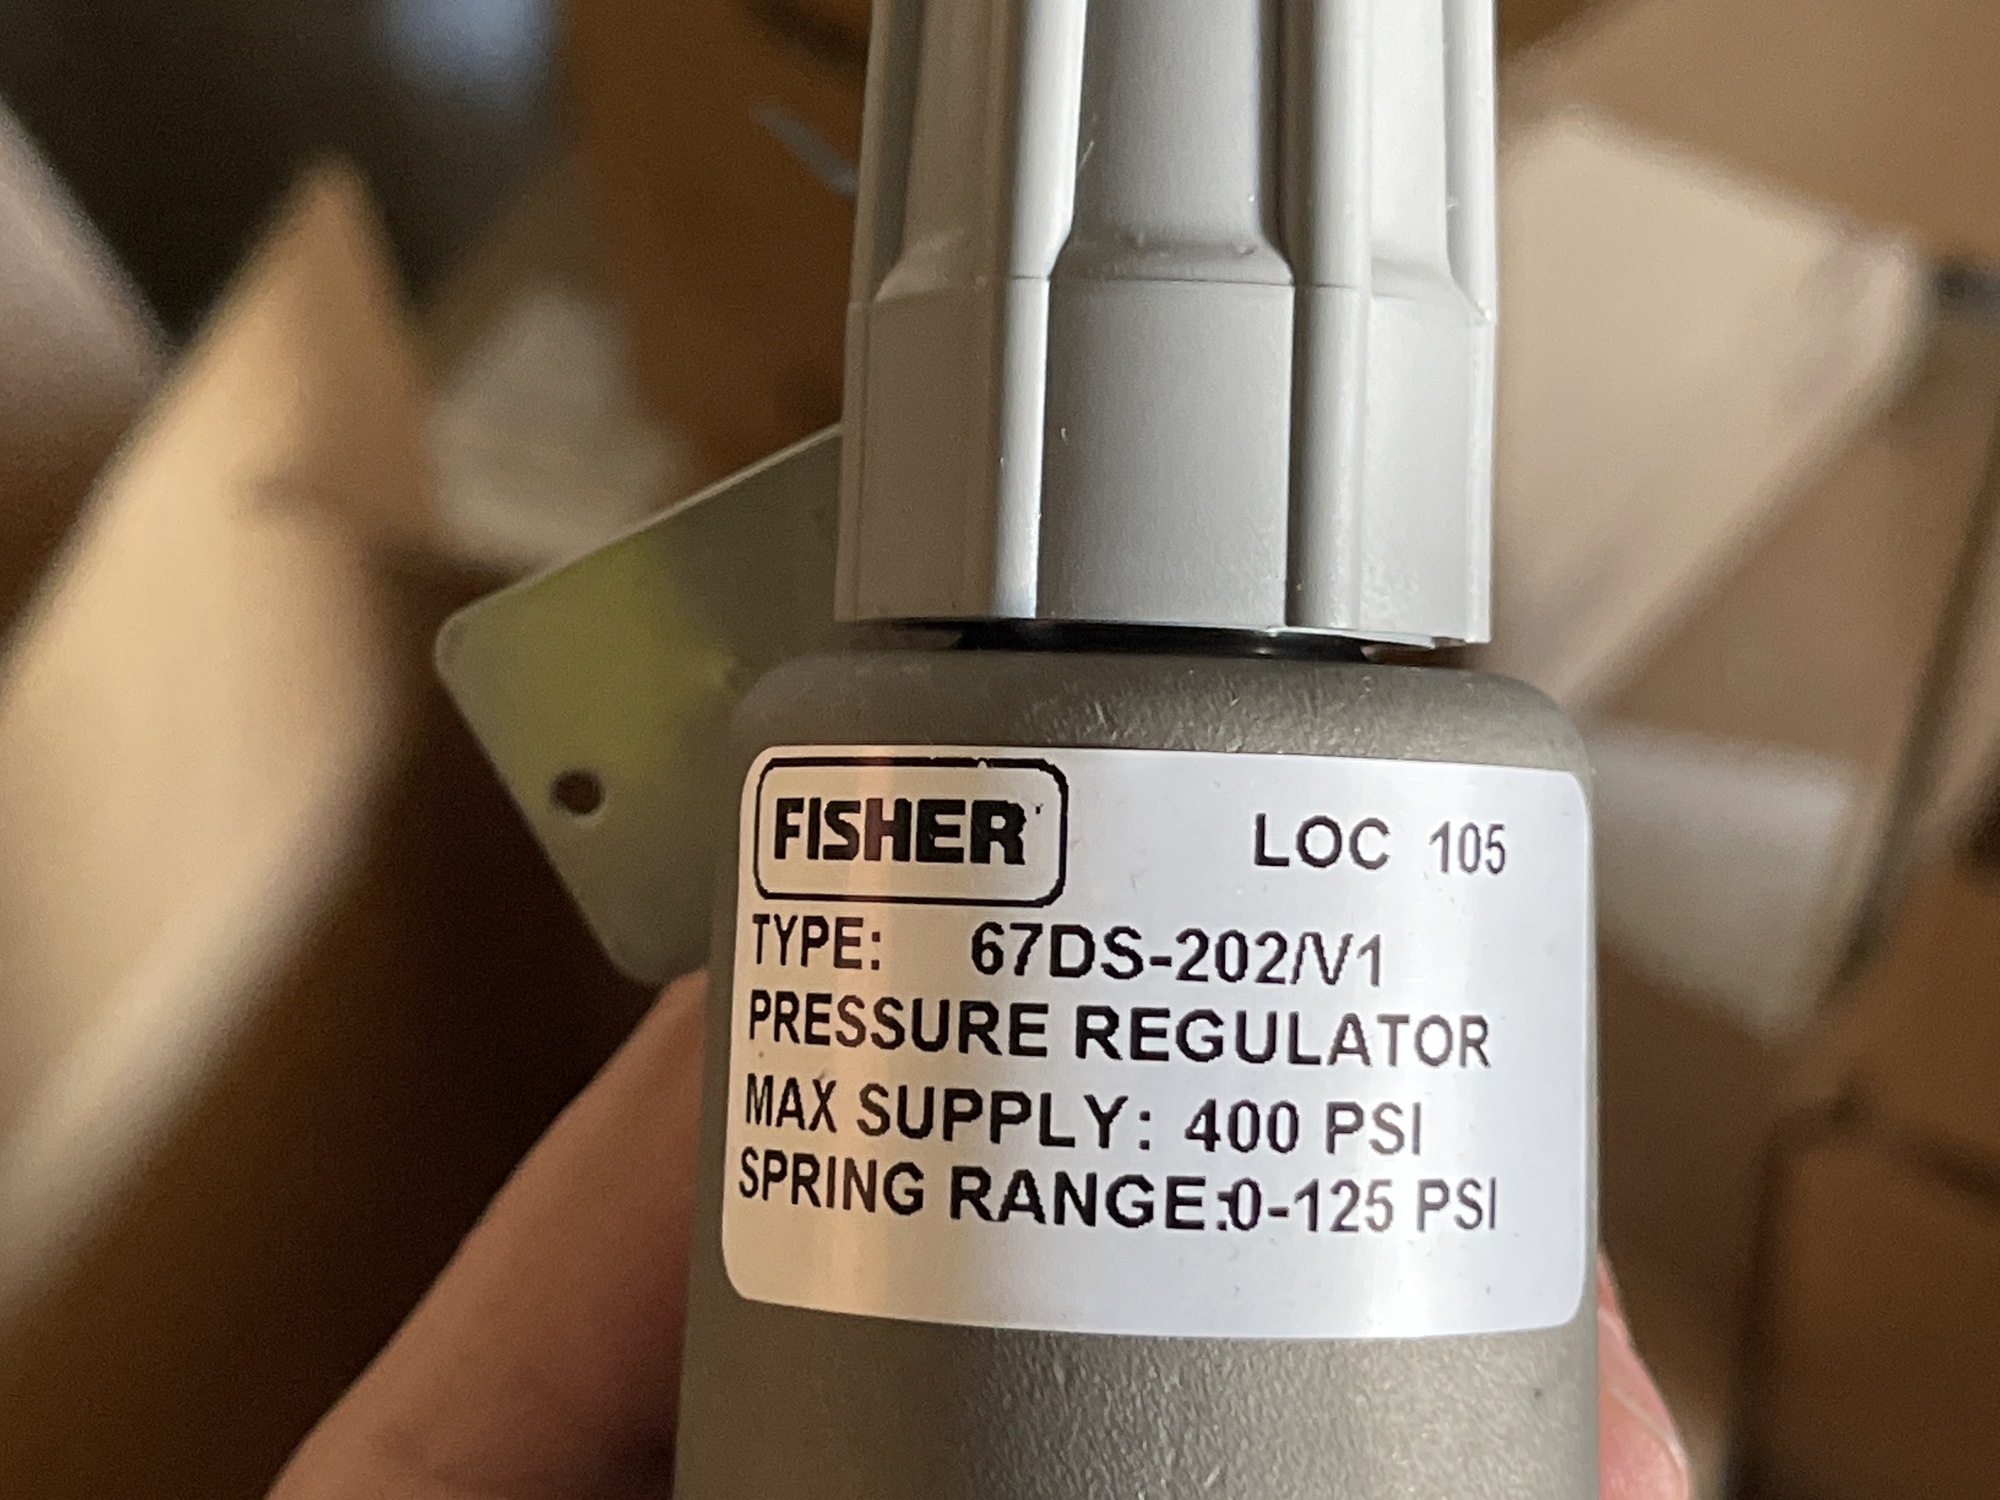 FISHER LOC 105
TYPE: 67DS-202/V1
PRESSURE REGULATOR
MAX SUPPLY: 400 PSI
SPRING RANGE:0-125 PSI